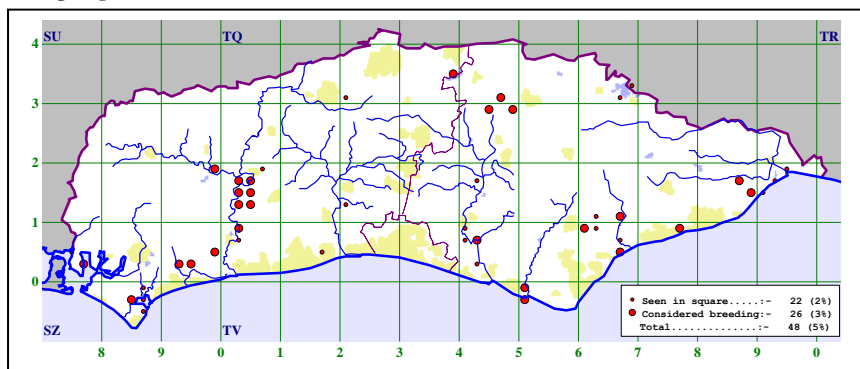 SU TQ TR
4
3
2
1
0
SZ TV
Seen in square.....:- 22 (2%)
Considered breeding:- 26 (3%)
Total..............:- 48 (5%)
8 9 0 1 2 3 4 5 6 7 8 9 0